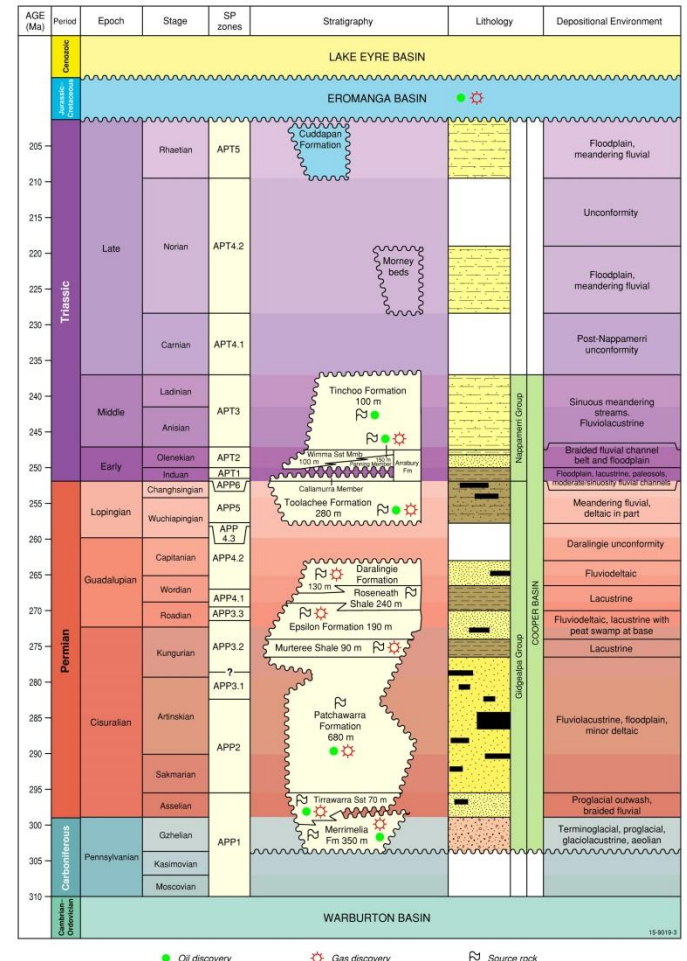 AGE
(Ma)
Period
Epoch
Stage
SP
zones
Stratigraphy
Lithology
Depositional Environment
Cenozoic
LAKE EYRE BASIN
Jurassic–
Cretaceous
EROMANGA BASIN
205
210
215
220
225
230
235
240
245
250
255
260
265
270
275
280
285
290
295
300
305
310
Triassic
Permian
Carboniferous
Cambrian–
Ordovician
Late
Middle
Early
Lopingian
Guadalupian
Cisuralian
Pennsylvanian
Rhaetian
Norian
Carnian
Ladinian
Anisian
Olenekian
Induan
Changhsingian
Wuchiapingian
Capitanian
Wordian
Roadian
Kungurian
Artinskian
Sakmarian
Asselian
Gzhelian
Kasimovian
Moscovian
APT5
APT4.2
APT4.1
APT3
APT2
APT1
APP6
APP5
APP
4.3
APP4.2
APP4.1
APP3.3
APP3.2
?
APP3.1
APP2
APP1
Cuddapan
Formation
Morney
beds
Tinchoo Formation
100 m
Wimma Sst Mmb
100 m
Panning Member
Arrabury
Fm
Callamurra Member
Toolachee Formation
280 m
Daralingie
Formation
130 m
Roseneath
Shale 240 m
Epsilon Formation 190 m
Murteree Shale 90 m
Patchawarra
Formation
680 m
Tirrawarra Sst 70 m
Merrimelia
Fm 350 m
Nappamerri Group
Gidgealpa Group
COOPER BASIN
Floodplain,
meandering fluvial
Unconformity
Floodplain,
meandering fluvial
Post-Nappamerri
unconformity
Sinuous meandering
streams.
Fluviolacustrine
Braided fluvial channel
belt and floodplain
Floodplain, lacustrine, paleosols,
moderate/sinuosity fluvial channels
Meandering fluvial,
deltaic in part
Daralingie unconformity
Fluviodeltaic
Lacustrine
Fluviodeltaic, lacustrine with
peat swamp at base
Lacustrine
Fluviolacustrine, floodplain,
minor deltaic
Proglacial outwash,
braided fluvial
Terminoglacial, proglacial,
glaciolacustrine, aeolian
WARBURTON BASIN
15-9019-3
Oil discovery
Gas discovery
Source rock